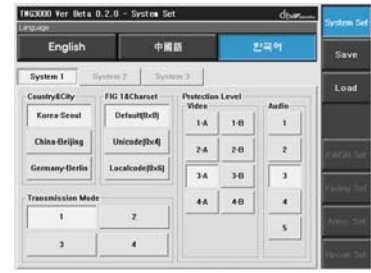 TMG3000 Ver Beta 0.2.0 - System Set
Language
English
中國語
한국어
System 1
System 2
System 3
Country&City
Korea-Seoul
China-Beijing
Germany-Berlin
FIG 1&Charset
Default(0x0)
Unicode(0x4)
Localcode(0x6)
Protection Level
Video
1-A
1-B
2-A
2-B
3-A
3-B
4-A
4-B
Audio
1
2
3
4
5
Transmission Mode
1
2
3
4
System Set
Save
Load
Fading Set